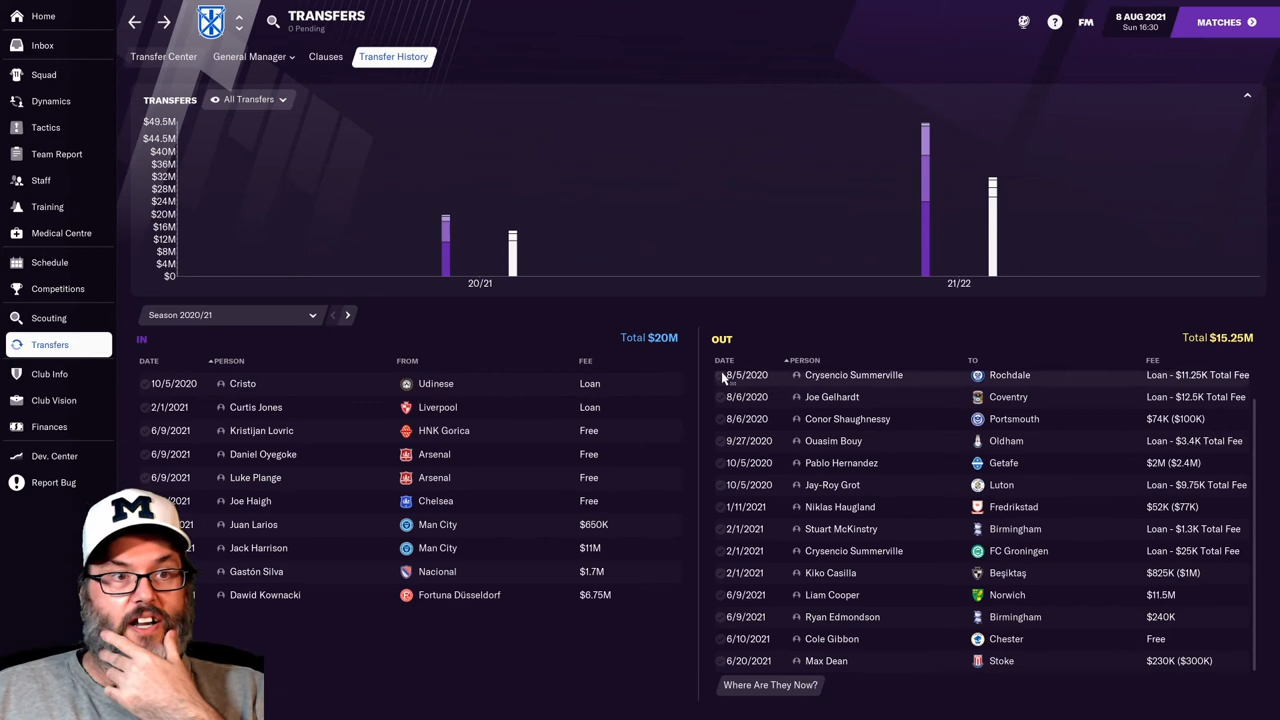 Home
Inbox
Squad
Dynamics
Tactics
Team Report
Staff
Training
Medical Centre
Schedule
Competitions
Scouting
Transfers
Club Info
Club Vision
Finances
Dev. Center
Report Bug
TRANSFERS
0 Pending
FM
8 AUG 2021
Sun 16:30
MATCHES
Transfer Center General Manager Clauses Transfer History
TRANSFERS All Transfers
$49.5M
$44.5M
$40M
$36M
$32M
$28M
$24M
$20M
$16M
$12M
$8M
$4M
$0
20/21 21/22
Season 2020/21
IN Total $20M
DATE PERSON FROM FEE
10/5/2020 Cristo Udinese Loan
2/1/2021 Curtis Jones Liverpool Loan
6/9/2021 Kristijan Lovric HNK Gorica Free
6/9/2021 Daniel Oyegoke Arsenal Free
6/9/2021 Luke Plange Arsenal Free
Joe Haigh Chelsea Free
Juan Larios Man City $650K
Jack Harrison Man City $11M
Gastón Silva Nacional $1.7M
Dawid Kownacki Fortuna Düsseldorf $6.75M
OUT Total $15.25M
DATE PERSON TO FEE
8/5/2020 Crysencio Summerville Rochdale Loan - $11.25K Total Fee
8/6/2020 Joe Gelhardt Coventry Loan - $12.5K Total Fee
8/6/2020 Conor Shaughnessy Portsmouth $74K ($100K)
9/27/2020 Ouasim Bouy Oldham Loan - $3.4K Total Fee
10/5/2020 Pablo Hernandez Getafe $2M ($2.4M)
10/5/2020 Jay-Roy Grot Luton Loan - $9.75K Total Fee
1/11/2021 Niklas Haugland Fredrikstad $52K ($77K)
2/1/2021 Stuart McKinstry Birmingham Loan - $1.3K Total Fee
2/1/2021 Crysencio Summerville FC Groningen Loan - $25K Total Fee
2/1/2021 Kiko Casilla Beşiktaş $825K ($1M)
6/9/2021 Liam Cooper Norwich $11.5M
6/9/2021 Ryan Edmondson Birmingham $240K
6/10/2021 Cole Gibbon Chester Free
6/20/2021 Max Dean Stoke $230K ($300K)
Where Are They Now?
M